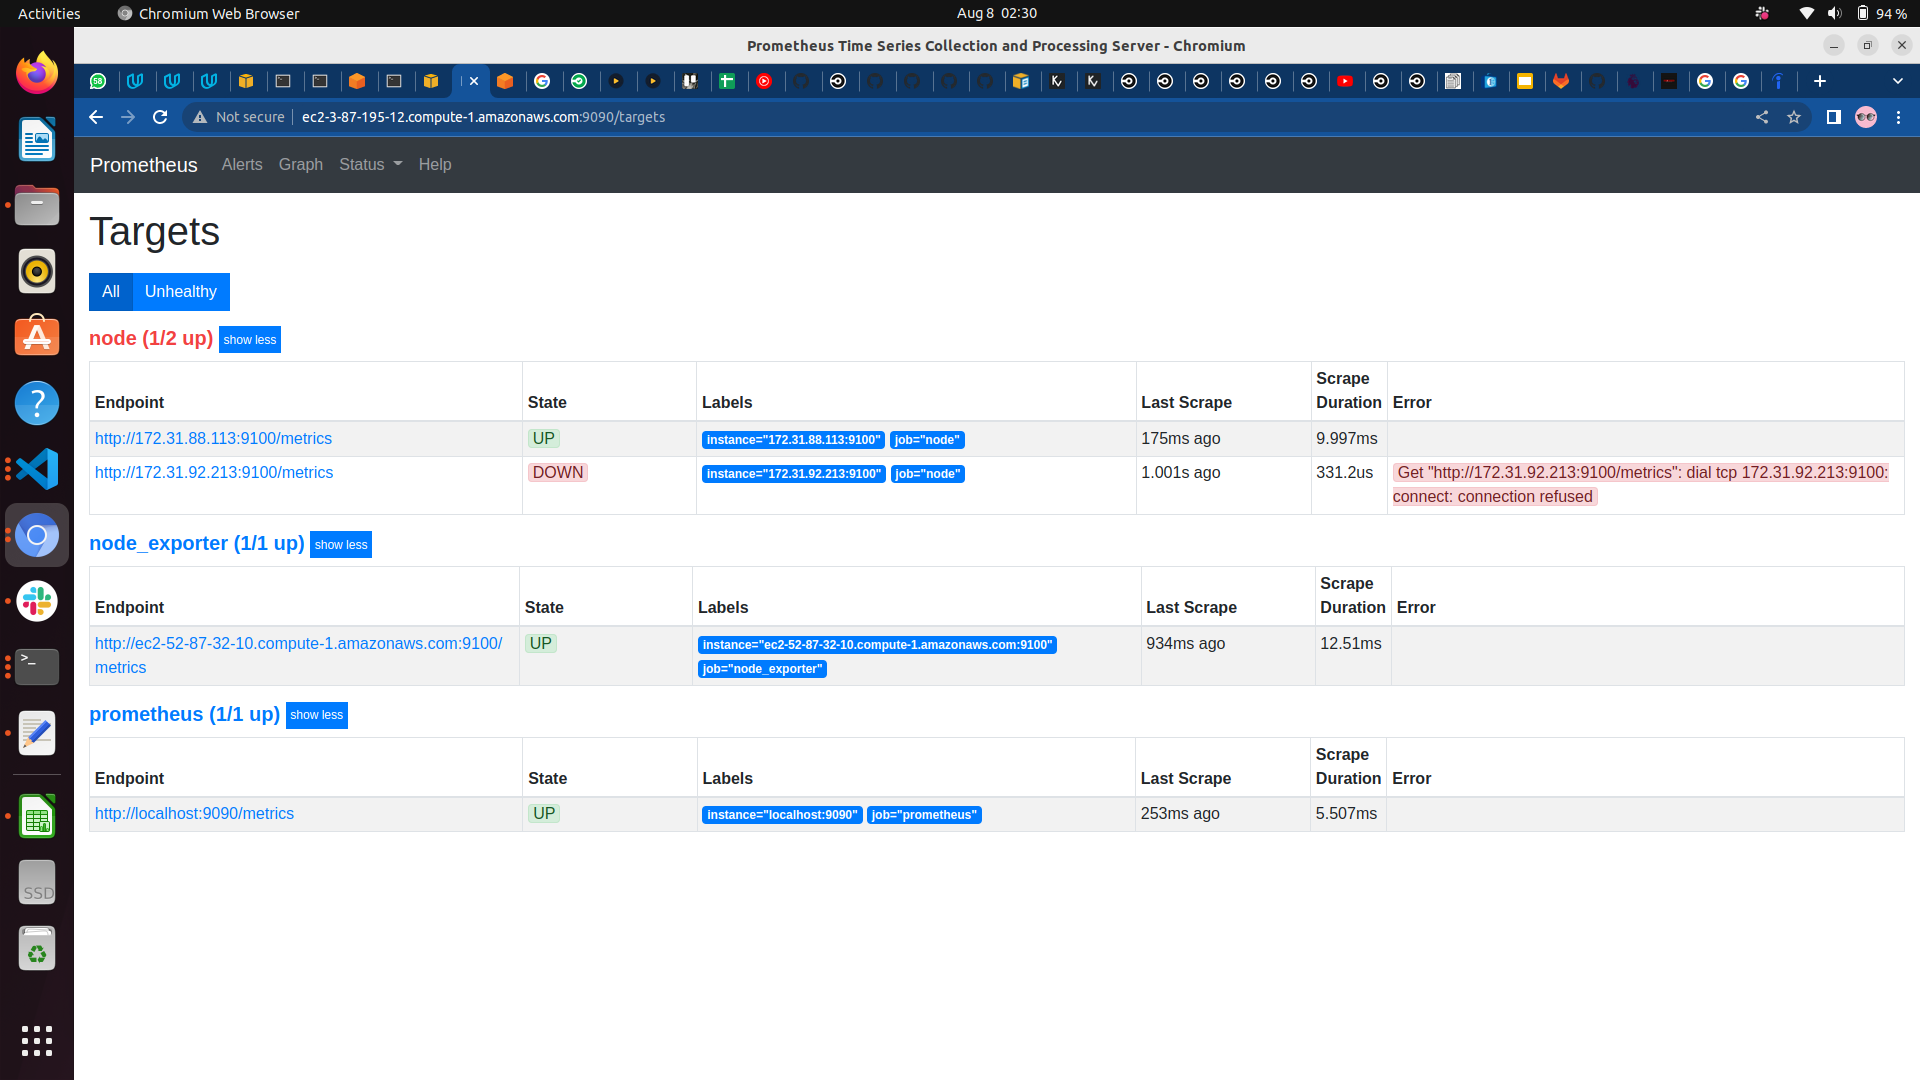 Activities Chromium Web Browser Aug 8 02:30 94 %
Prometheus Time Series Collection and Processing Server - Chromium
Not secure ec2-3-87-195-12.compute-1.amazonaws.com:9090/targets
Prometheus Alerts Graph Status Help
Targets
All Unhealthy
node (1/2 up) show less
Endpoint State Labels Last Scrape Scrape Duration Error
http://172.31.88.113:9100/metrics UP instance="172.31.88.113:9100" job="node" 175ms ago 9.997ms
http://172.31.92.213:9100/metrics DOWN instance="172.31.92.213:9100" job="node" 1.001s ago 331.2us Get "http://172.31.92.213:9100/metrics": dial tcp 172.31.92.213:9100:
connect: connection refused
node_exporter (1/1 up) show less
Endpoint State Labels Last Scrape Scrape Duration Error
http://ec2-52-87-32-10.compute-1.amazonaws.com:9100/ UP instance="ec2-52-87-32-10.compute-1.amazonaws.com:9100" 934ms ago 12.51ms
metrics job="node_exporter"
prometheus (1/1 up) show less
Endpoint State Labels Last Scrape Scrape Duration Error
http://localhost:9090/metrics UP instance="localhost:9090" job="prometheus" 253ms ago 5.507ms
SSD